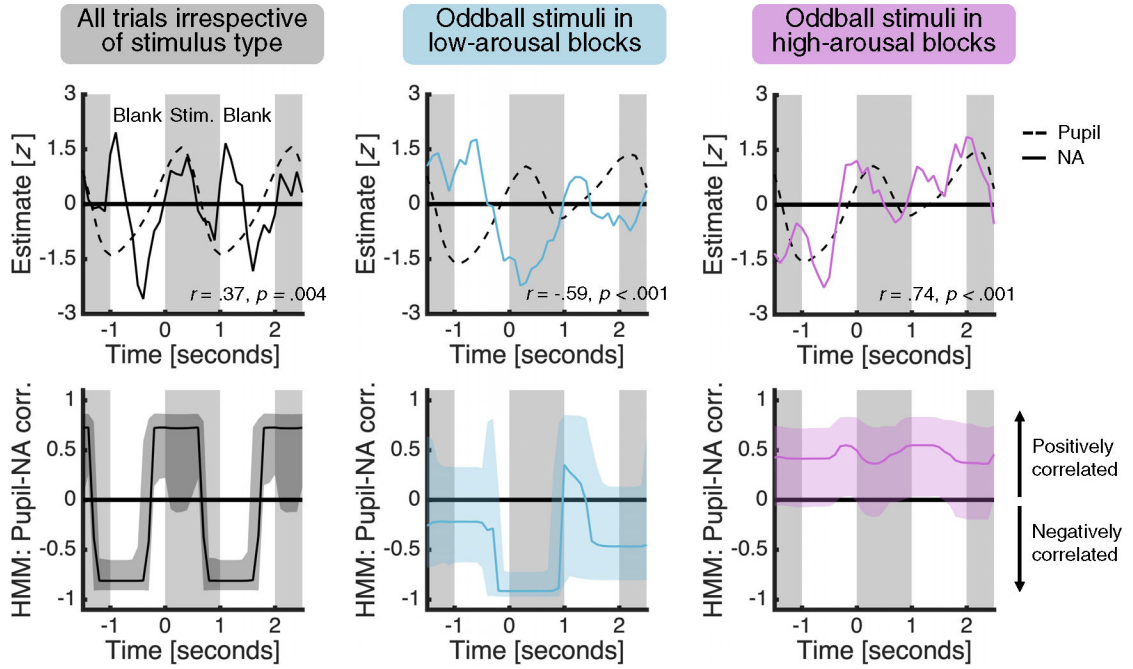 All trials irrespective
of stimulus type
Oddball stimuli in
low-arousal blocks
Oddball stimuli in
high-arousal blocks
3
1.5
0
-1.5
-3
Estimate [z]
Blank Stim. Blank
r = .37, p = .004
-1 0 1 2
Time [seconds]
3
1.5
0
-1.5
-3
Estimate [z]
r = -.59, p < .001
-1 0 1 2
Time [seconds]
3
1.5
0
-1.5
-3
Estimate [z]
r = .74, p < .001
-1 0 1 2
Time [seconds]
Pupil
NA
1
0.5
0
-0.5
-1
HMM: Pupil-NA corr.
-1 0 1 2
Time [seconds]
1
0.5
0
-0.5
-1
HMM: Pupil-NA corr.
-1 0 1 2
Time [seconds]
1
0.5
0
-0.5
-1
HMM: Pupil-NA corr.
-1 0 1 2
Time [seconds]
Positively
correlated
Negatively
correlated